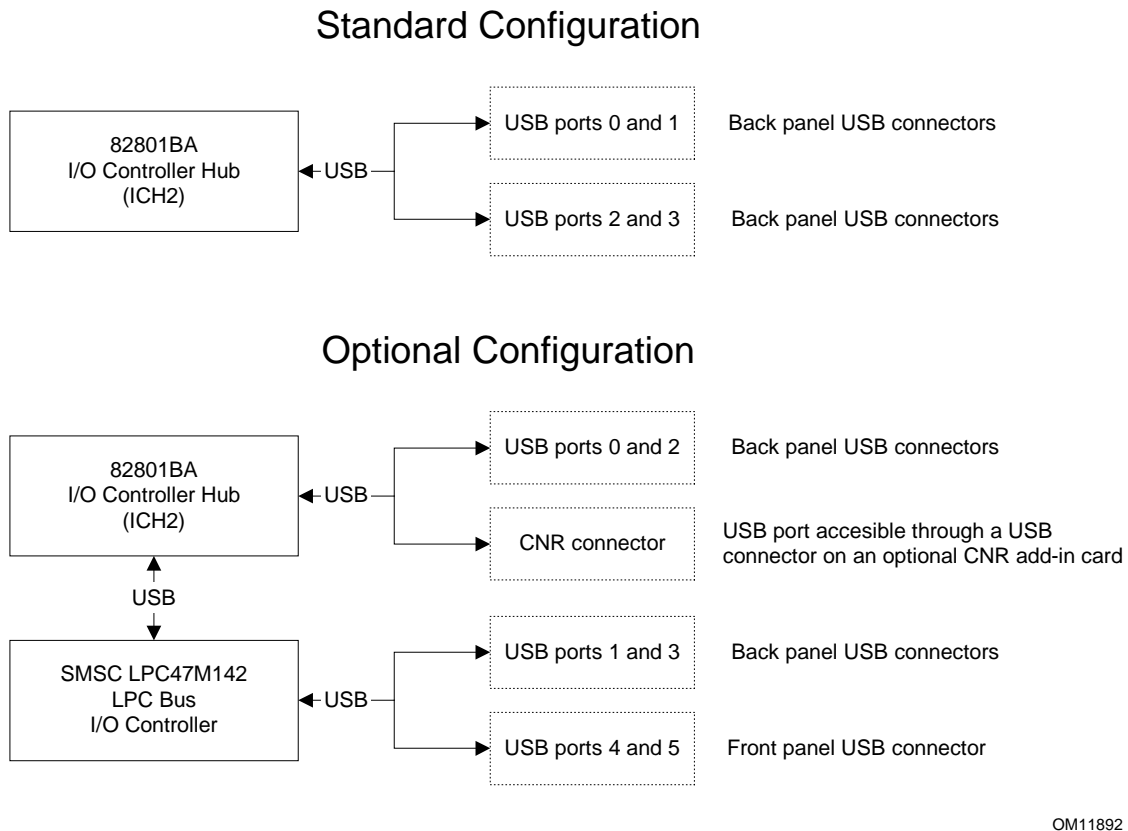 Standard Configuration
82801BA
I/O Controller Hub
(ICH2)
USB
USB ports 0 and 1
Back panel USB connectors
USB ports 2 and 3
Back panel USB connectors
Optional Configuration
82801BA
I/O Controller Hub
(ICH2)
USB
USB ports 0 and 2
Back panel USB connectors
CNR connector
USB port accesible through a USB
connector on an optional CNR add-in card
USB
SMSC LPC47M142
LPC Bus
I/O Controller
USB
USB ports 1 and 3
Back panel USB connectors
USB ports 4 and 5
Front panel USB connector
OM11892